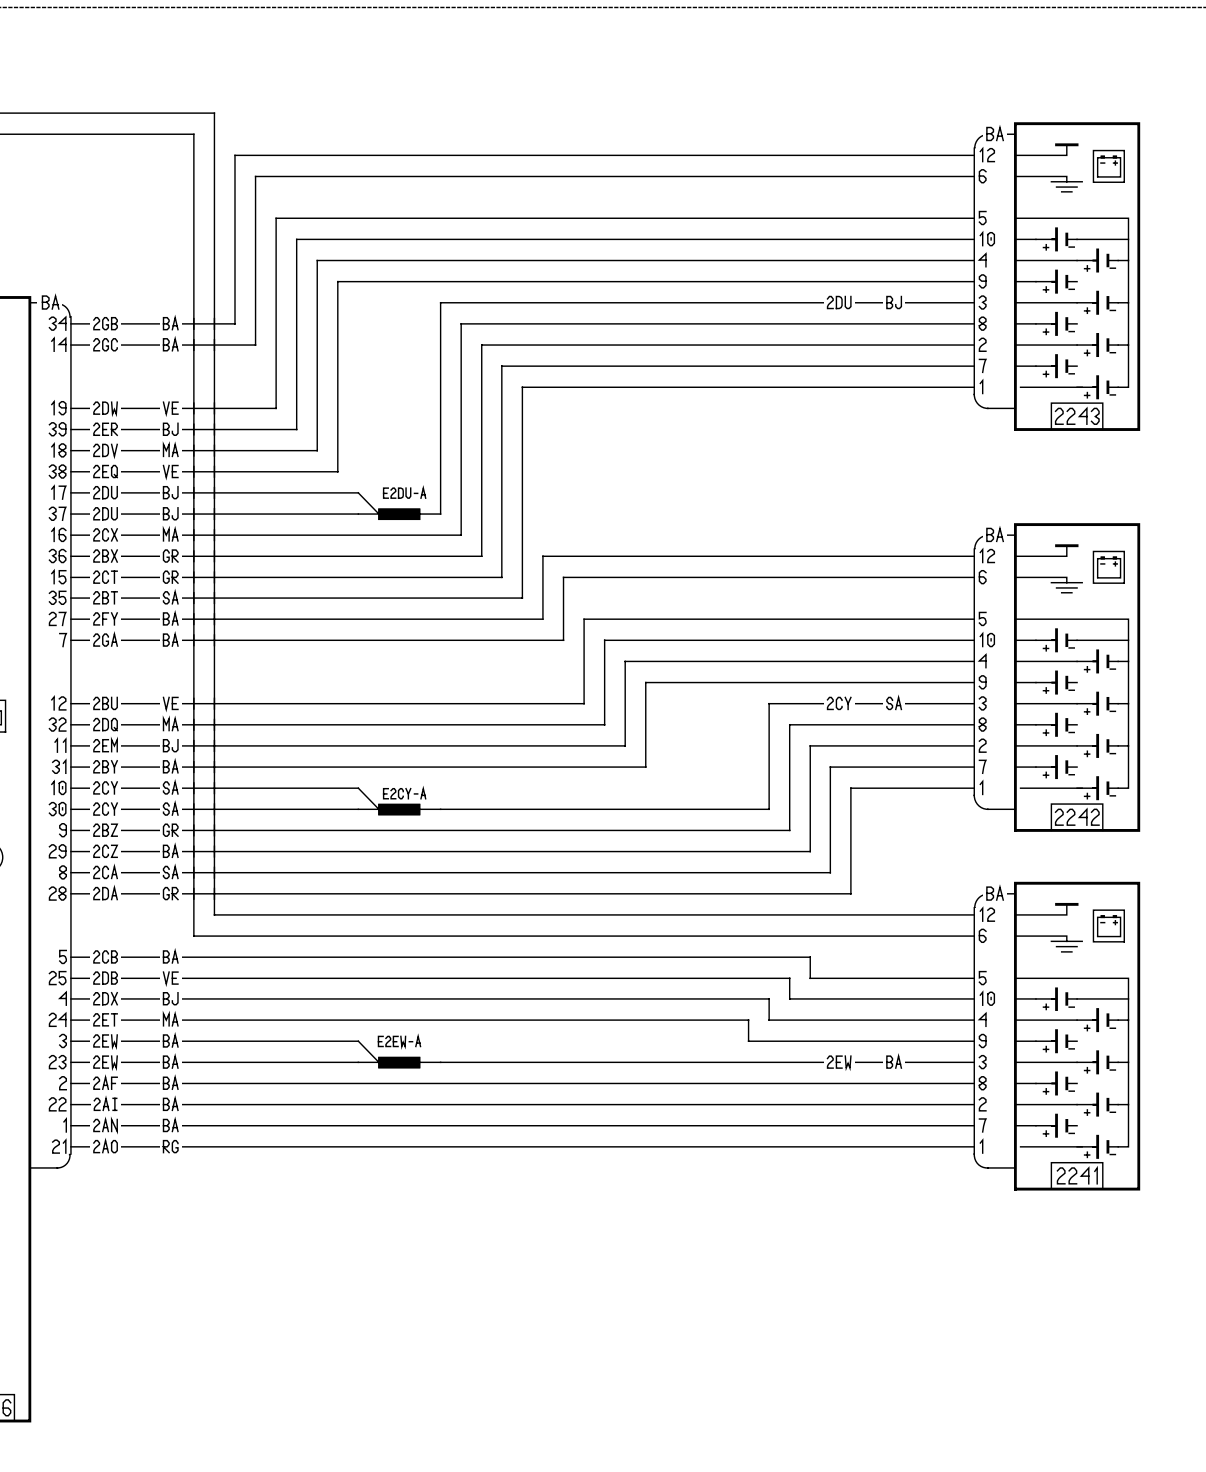 BA
12
6
5
10
4
9
2DU BJ 3
8
2
7
1
2243
BA
34 2GB BA
14 2GC BA
19 2DW VE
39 2ER BJ
18 2DV MA
38 2EQ VE
17 2DU BJ
E2DU-A
37 2DU BJ
16 2CX MA
36 2BX GR
15 2CT GR
35 2BT SA
27 2FY BA
7 2GA BA
12 2BU VE
32 2DQ MA
11 2EM BJ
31 2BY BA
10 2CY SA
E2CY-A
30 2CY SA
9 2BZ GR
29 2CZ BA
8 2CA SA
28 2DA GR
5 2CB BA
25 2DB VE
4 2DX BJ
24 2ET MA
3 2EW BA
E2EW-A
23 2EW BA
2 2AF BA
22 2AI BA
1 2AN BA
21 2AO RG
6
BA
12
6
5
10
4
9
2CY SA 3
8
2
7
1
2242
BA
12
6
5
10
4
9
2EW BA 3
8
2
7
1
2241